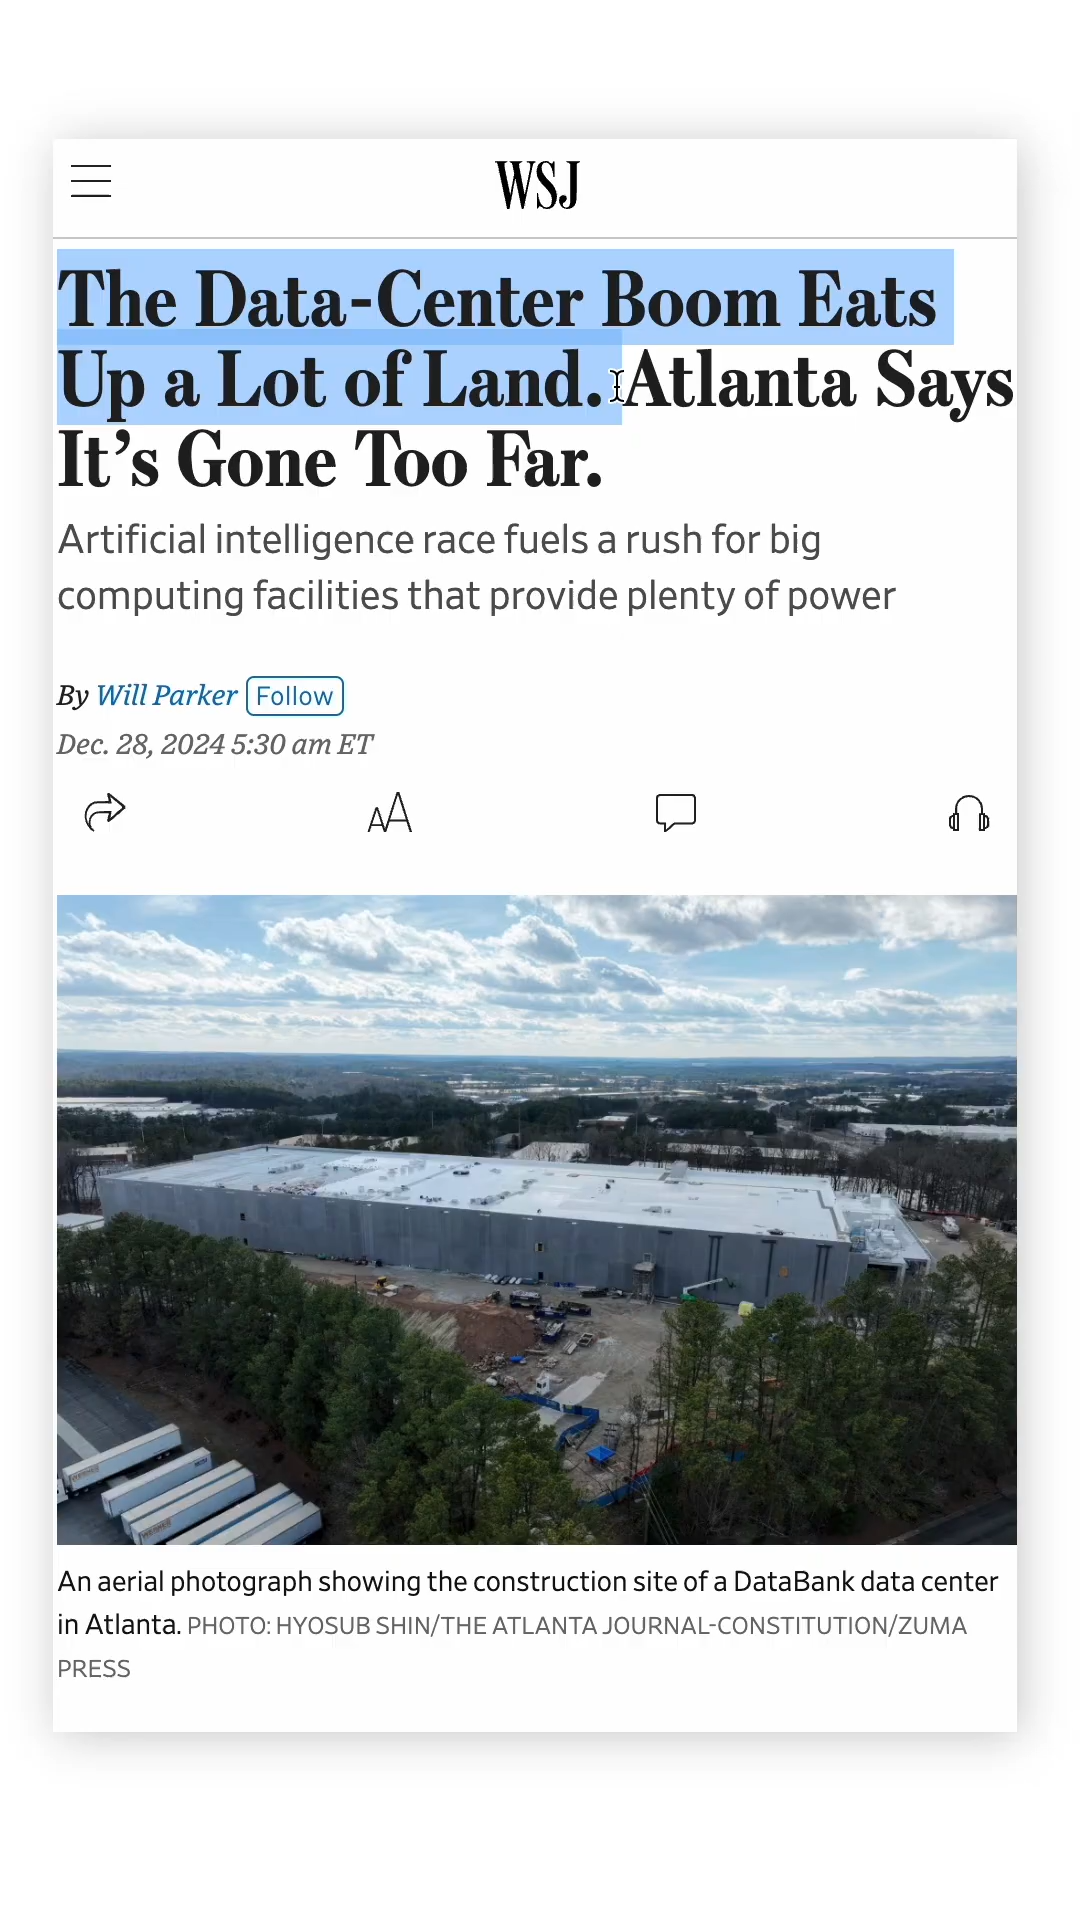 WSJ
The Data-Center Boom Eats
Up a Lot of Land. Atlanta Says
It’s Gone Too Far.
Artificial intelligence race fuels a rush for big
computing facilities that provide plenty of power
By Will Parker Follow
Dec. 28, 2024 5:30 am ET
AA
An aerial photograph showing the construction site of a DataBank data center
in Atlanta. PHOTO: HYOSUB SHIN/THE ATLANTA JOURNAL-CONSTITUTION/ZUMA
PRESS